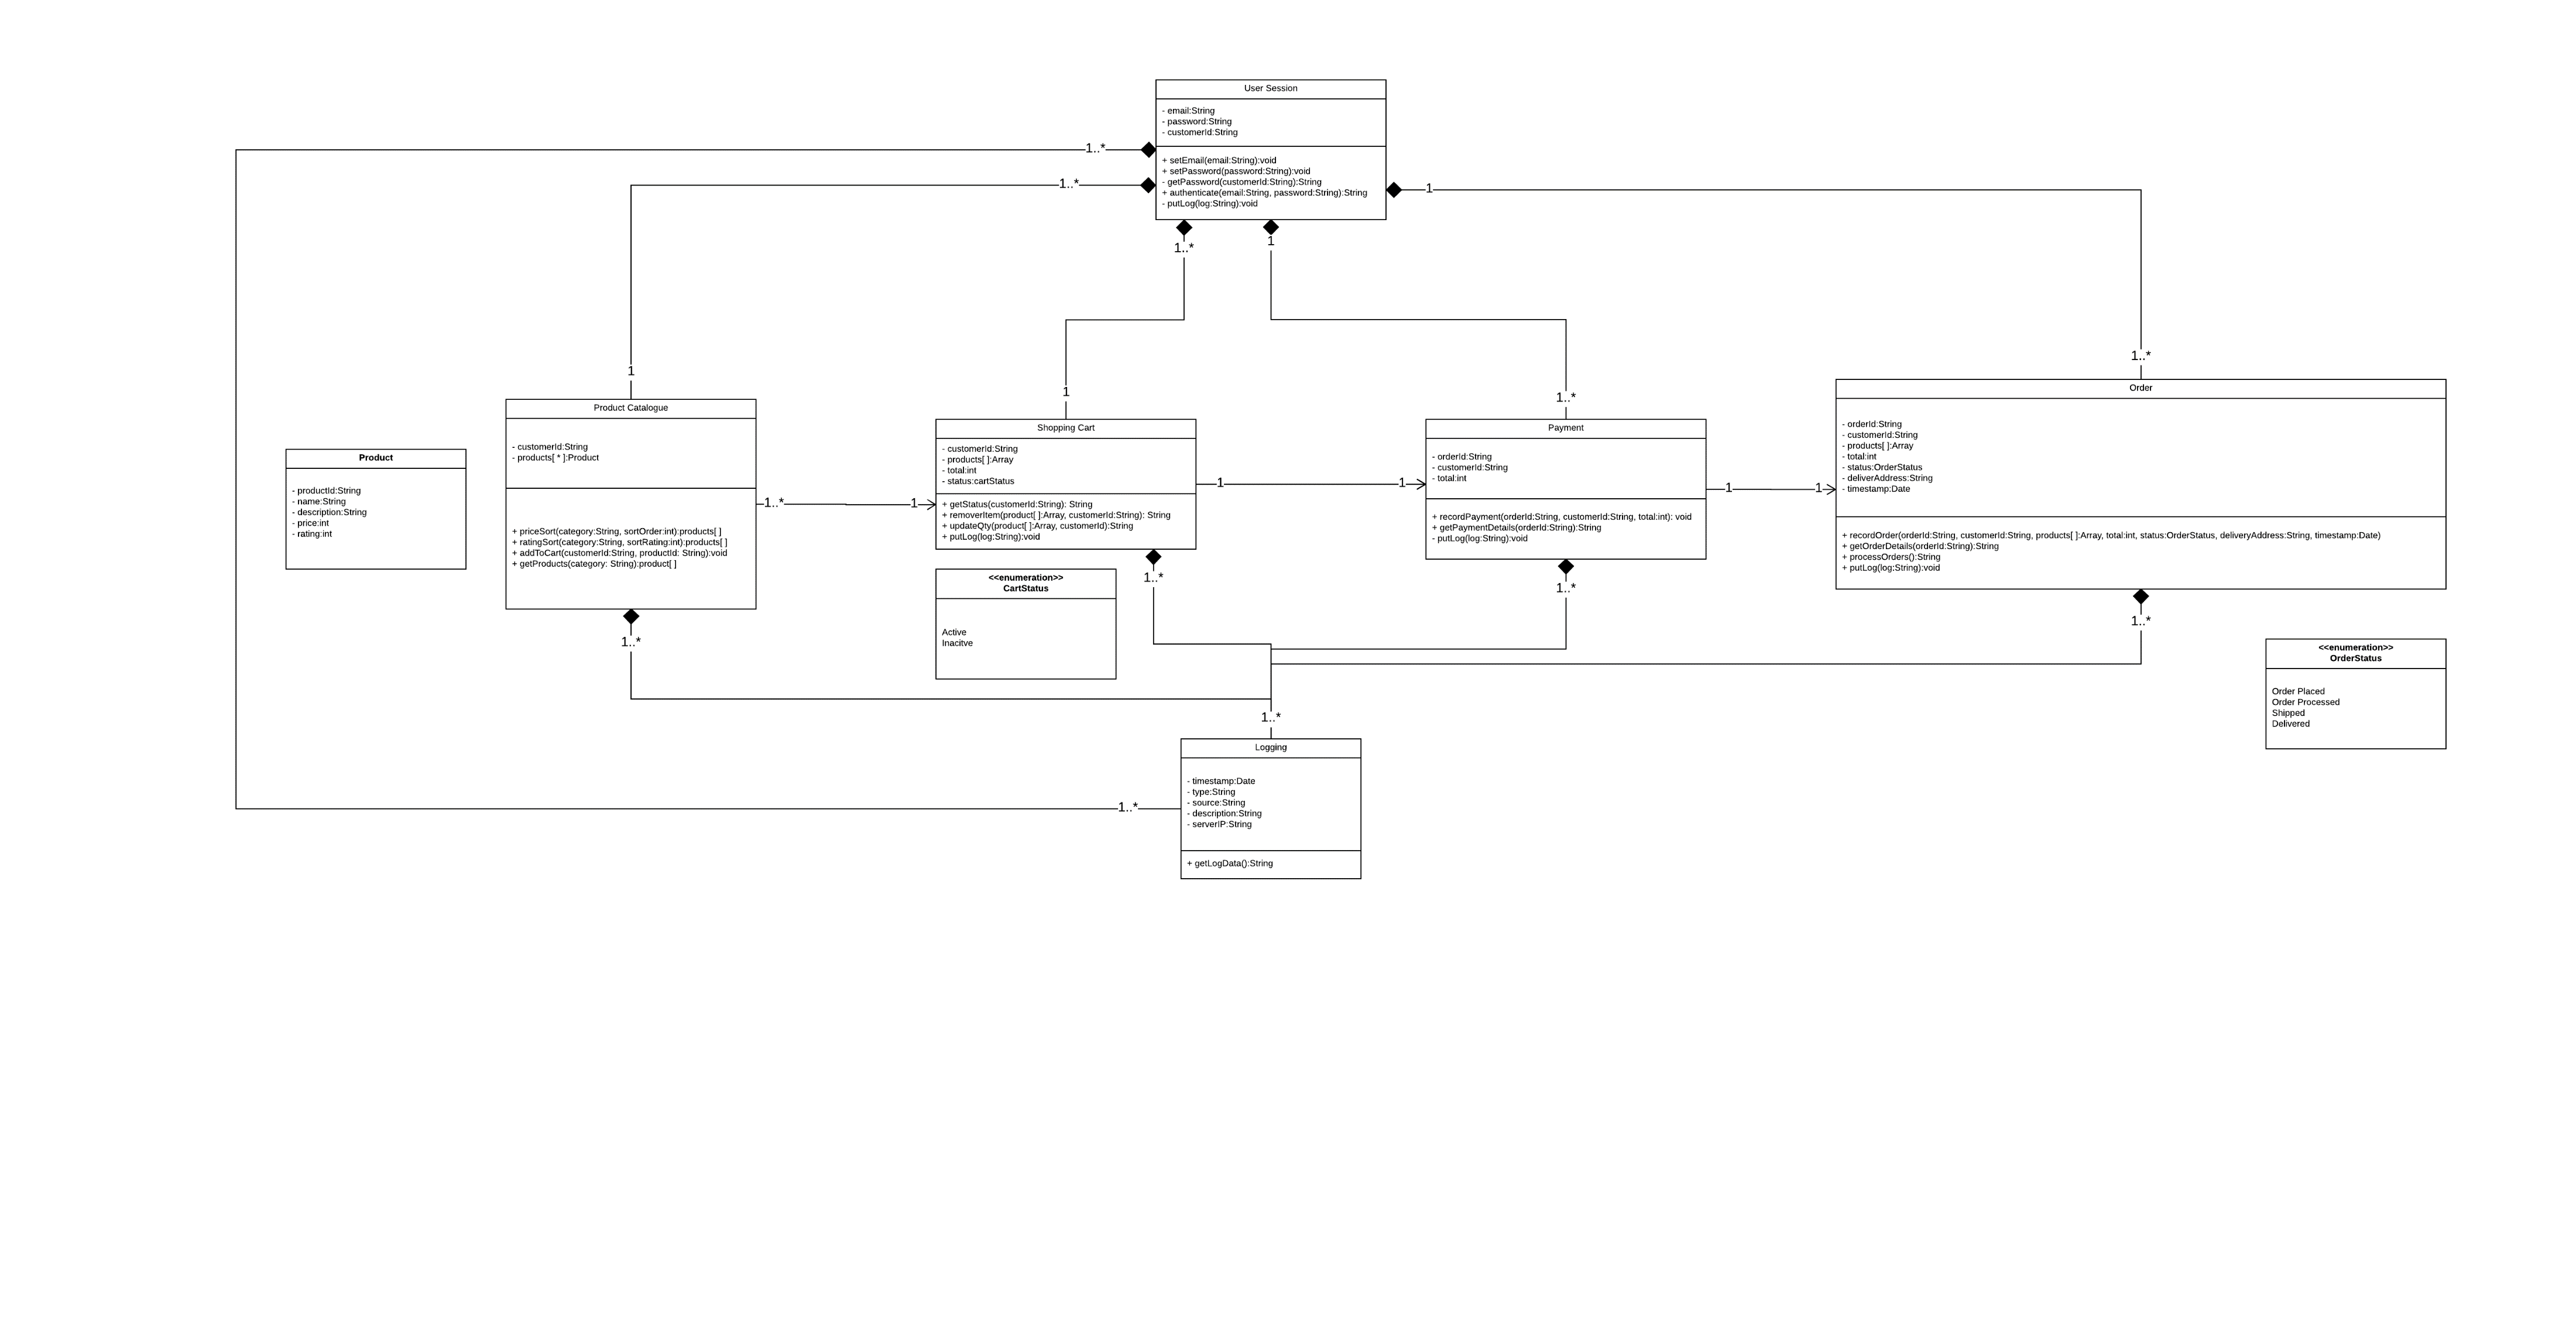 User Session
- email:String
- password:String
- customerId:String
+ setEmail(email:String):void
+ setPassword(password:String):void
- getPassword(customerId:String):String
+ authenticate(email:String, password:String):String
- putLog(log:String):void
1..*
1..*
1..*
1
1
1
1
1..*
1..*
Product
- productId:String
- name:String
- description:String
- price:int
- rating:int
Product Catalogue
- customerId:String
- products[ * ]:Product
+ priceSort(category:String, sortOrder:int):products[ ]
+ ratingSort(category:String, sortRating:int):products[ ]
+ addToCart(customerId:String, productId: String):void
+ getProducts(category: String):product[ ]
1..*
1
Shopping Cart
- customerId:String
- products[ ]:Array
- total:int
- status:cartStatus
+ getStatus(customerId:String): String
+ removerItem(product[ ]:Array, customerId:String): String
+ updateQty(product[ ]:Array, customerId):String
+ putLog(log:String):void
1
1
Payment
- orderId:String
- customerId:String
- total:int
+ recordPayment(orderId:String, customerId:String, total:int): void
+ getPaymentDetails(orderId:String):String
- putLog(log:String):void
1
1
Order
- orderId:String
- customerId:String
- products[ ]:Array
- total:int
- status:OrderStatus
- deliverAddress:String
- timestamp:Date
+ recordOrder(orderId:String, customerId:String, products[ ]:Array, total:int, status:OrderStatus, deliveryAddress:String, timestamp:Date)
+ getOrderDetails(orderId:String):String
+ processOrders():String
+ putLog(log:String):void
1..*
1..*
1..*
1..*
<<enumeration>>
CartStatus
Active
Inacitve
<<enumeration>>
OrderStatus
Order Placed
Order Processed
Shipped
Delivered
1..*
1..*
Logging
- timestamp:Date
- type:String
- source:String
- description:String
- serverIP:String
+ getLogData():String